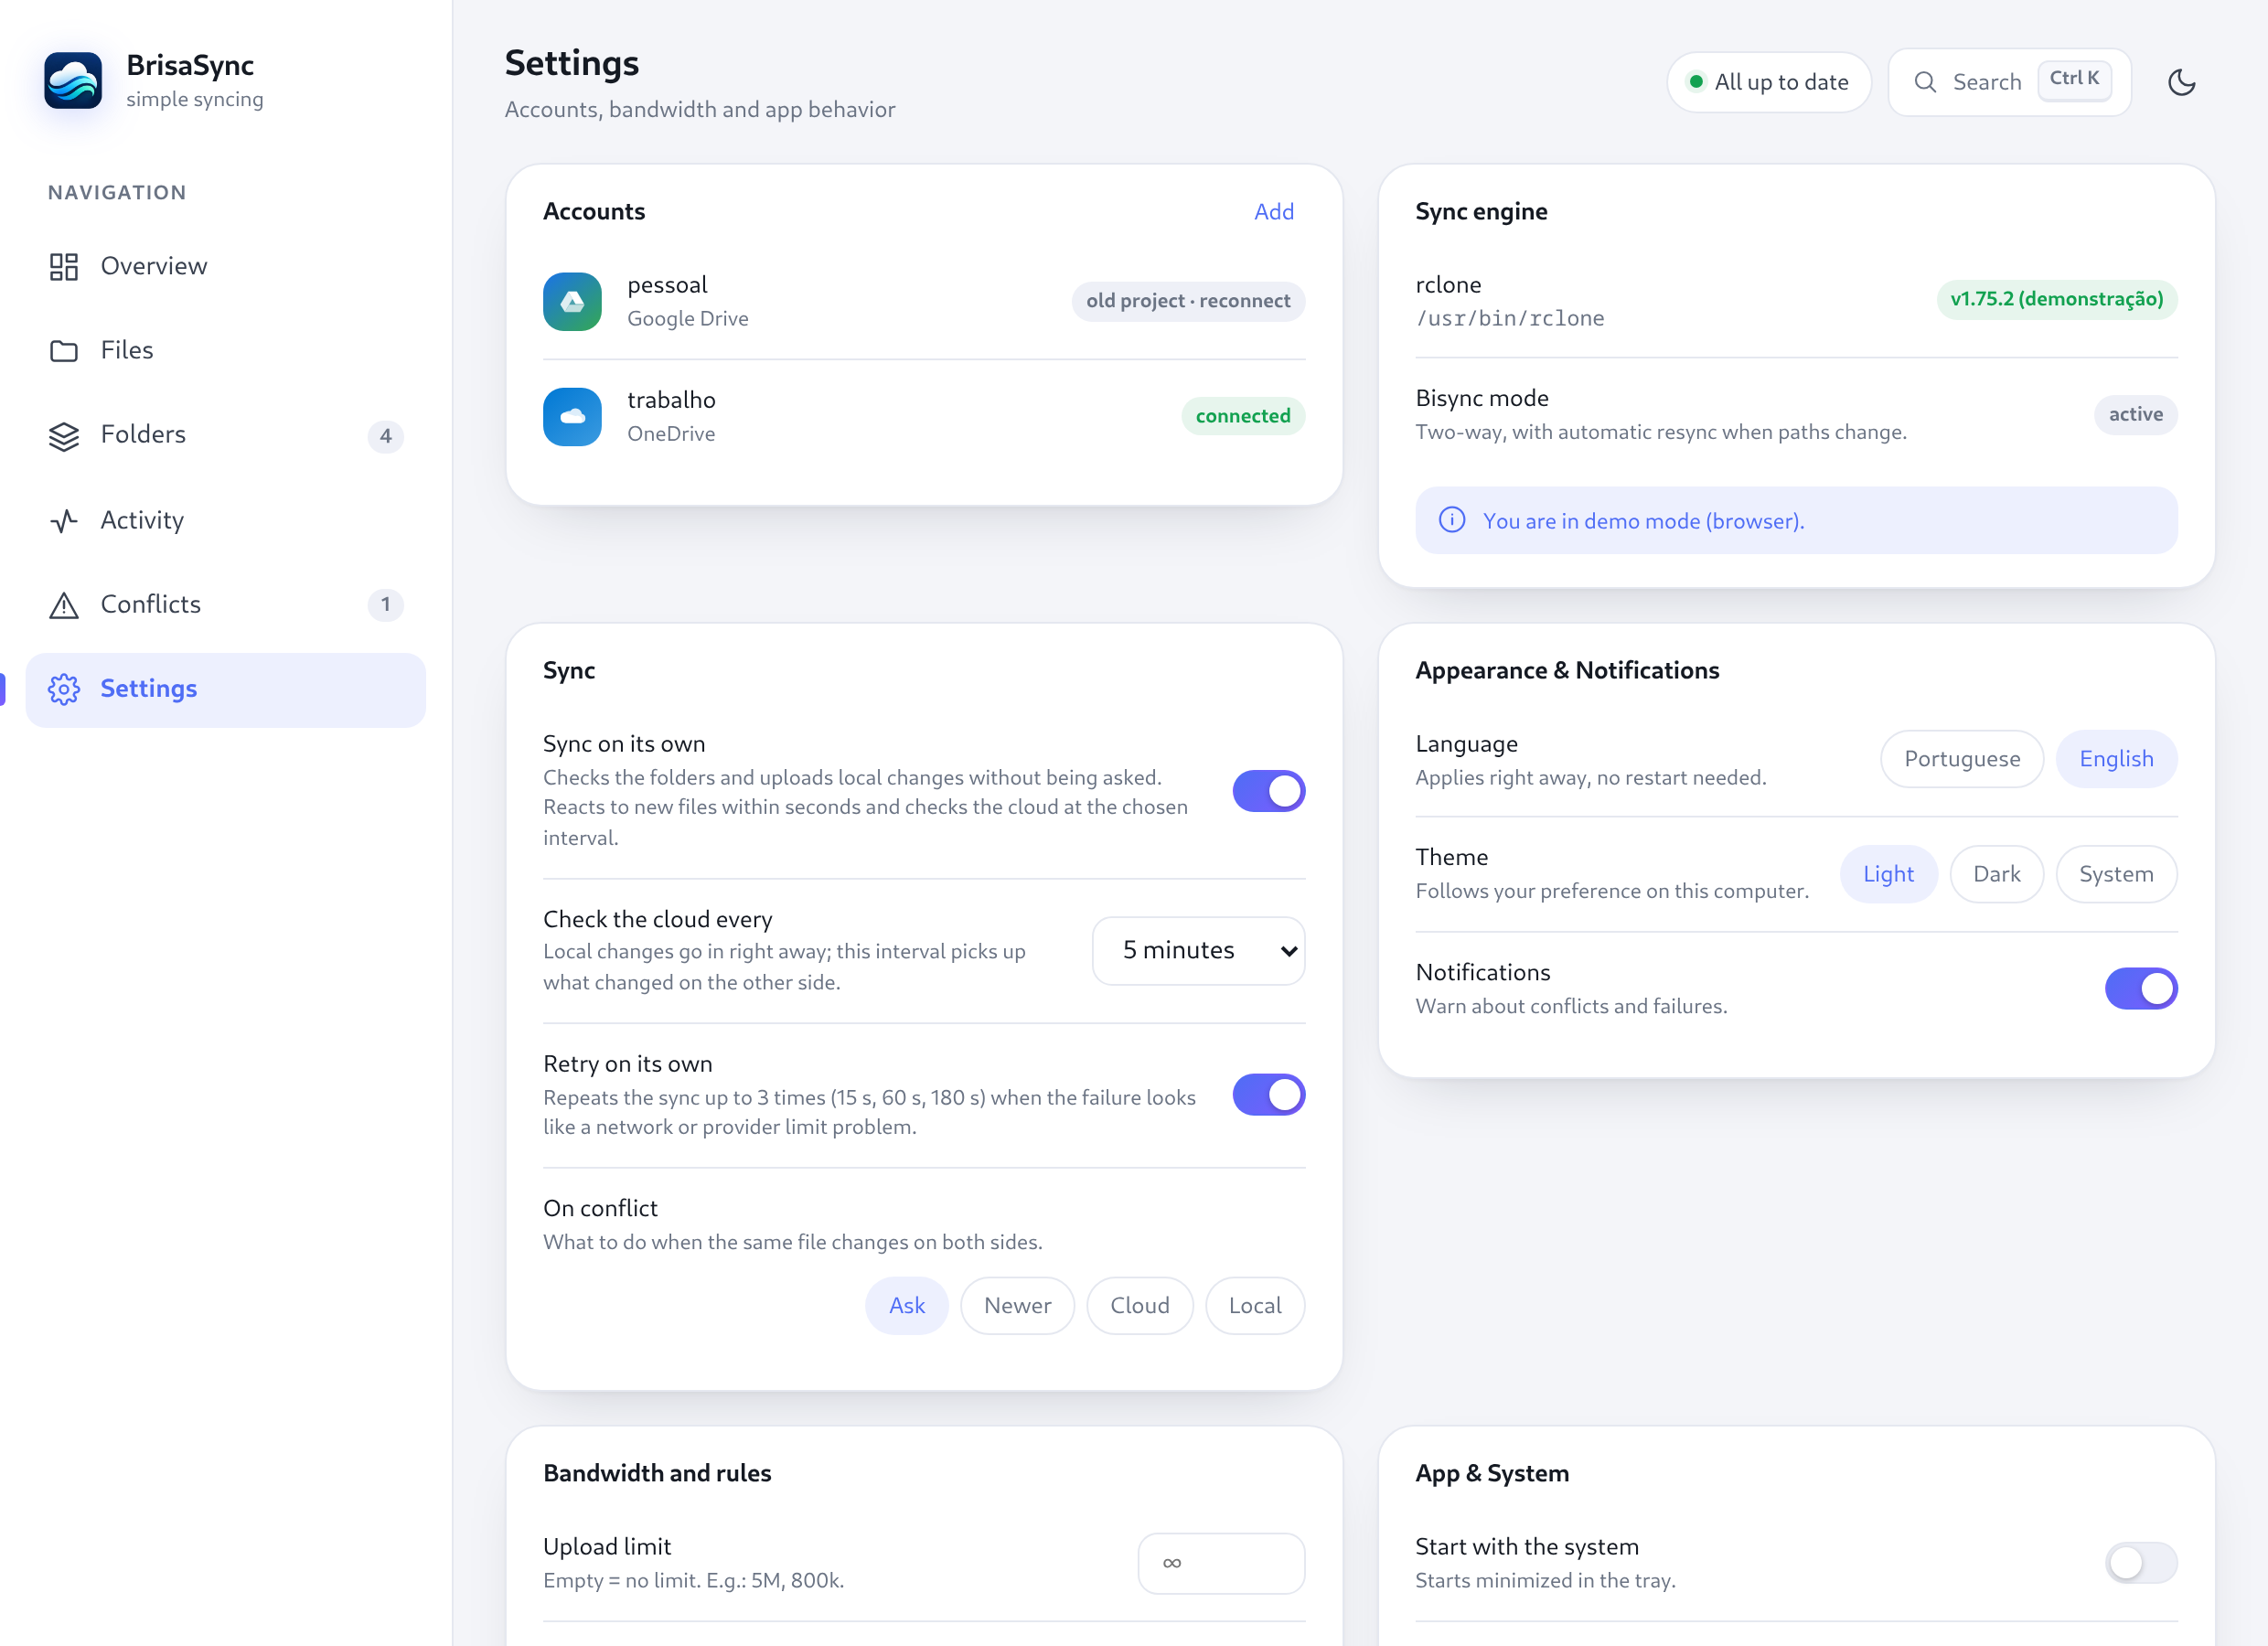 BrisaSync
simple syncing
NAVIGATION
Overview
Files
Folders
4
Activity
Conflicts
1
Settings
Settings
Accounts, bandwidth and app behavior
All up to date
Search
Ctrl K
Accounts
Add
pessoal
Google Drive
old project · reconnect
trabalho
OneDrive
connected
Sync engine
rclone
/usr/bin/rclone
v1.75.2 (demonstração)
Bisync mode
Two-way, with automatic resync when paths change.
active
You are in demo mode (browser).
Sync
Sync on its own
Checks the folders and uploads local changes without being asked.
Reacts to new files within seconds and checks the cloud at the chosen
interval.
Check the cloud every
Local changes go in right away; this interval picks up
what changed on the other side.
5 minutes
Retry on its own
Repeats the sync up to 3 times (15 s, 60 s, 180 s) when the failure looks
like a network or provider limit problem.
On conflict
What to do when the same file changes on both sides.
Ask
Newer
Cloud
Local
Appearance & Notifications
Language
Applies right away, no restart needed.
Portuguese
English
Theme
Follows your preference on this computer.
Light
Dark
System
Notifications
Warn about conflicts and failures.
Bandwidth and rules
Upload limit
Empty = no limit. E.g.: 5M, 800k.
∞
App & System
Start with the system
Starts minimized in the tray.